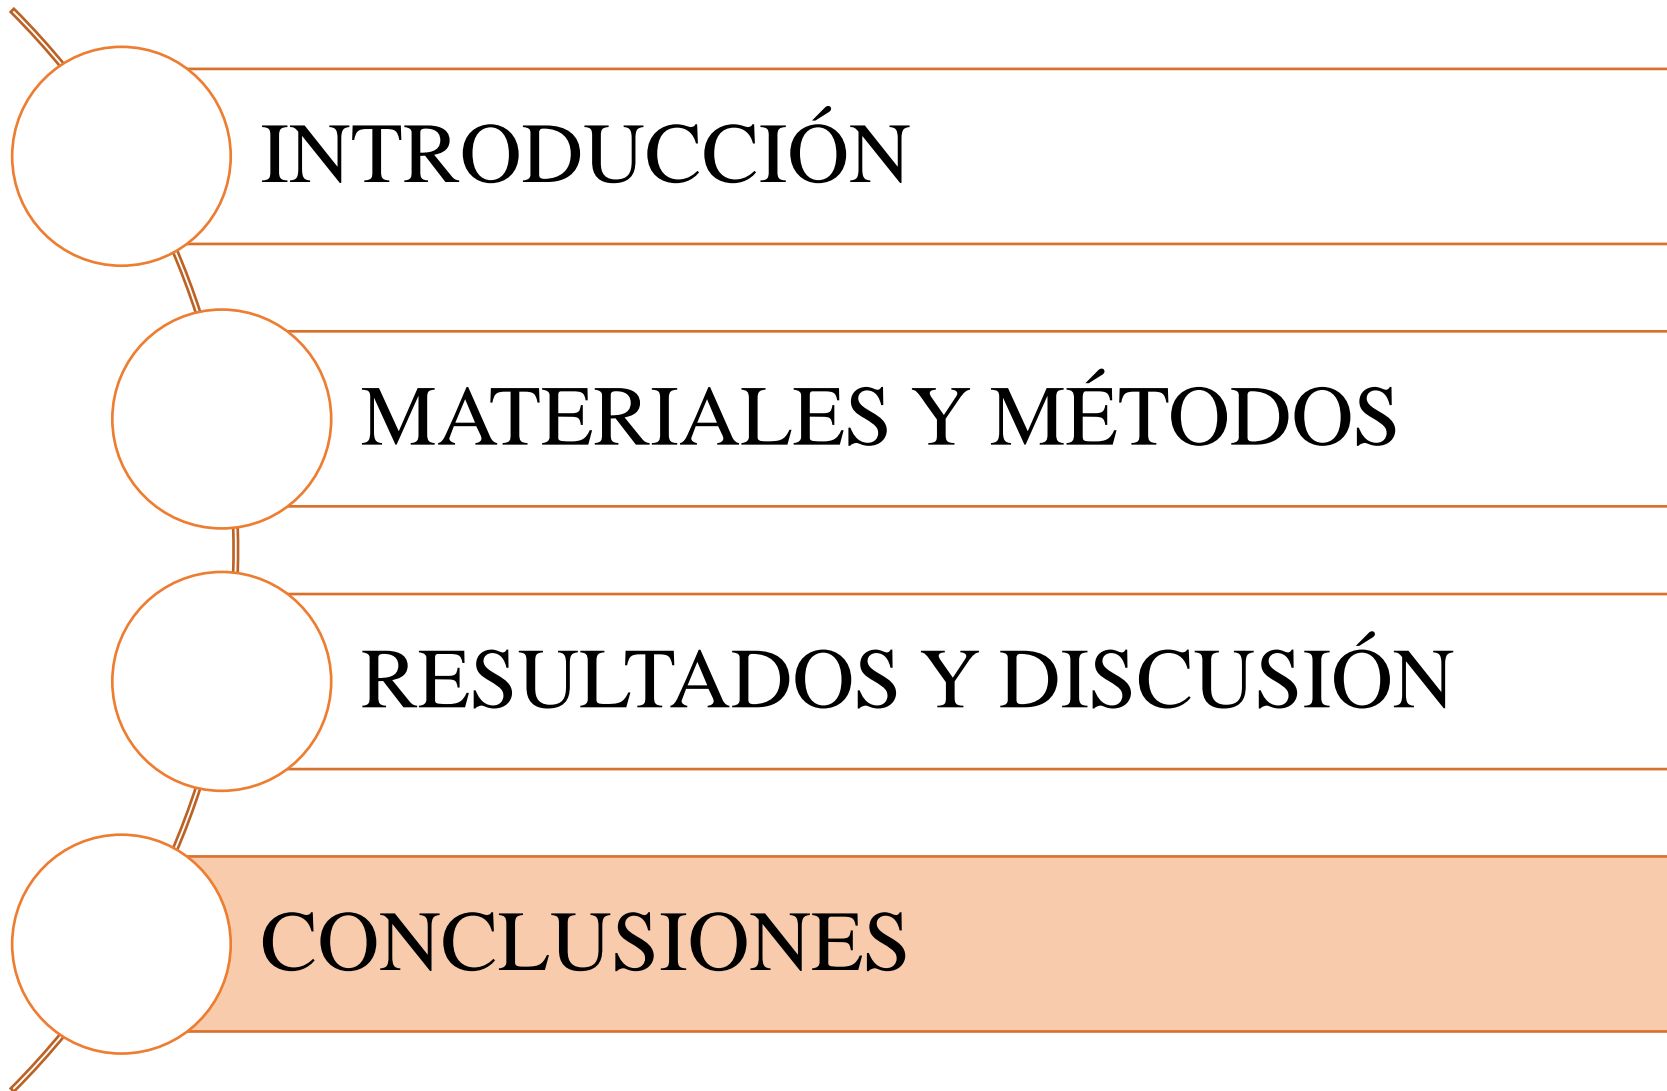 INTRODUCCIÓN
MATERIALES Y MÉTODOS
RESULTADOS Y DISCUSIÓN
CONCLUSIONES